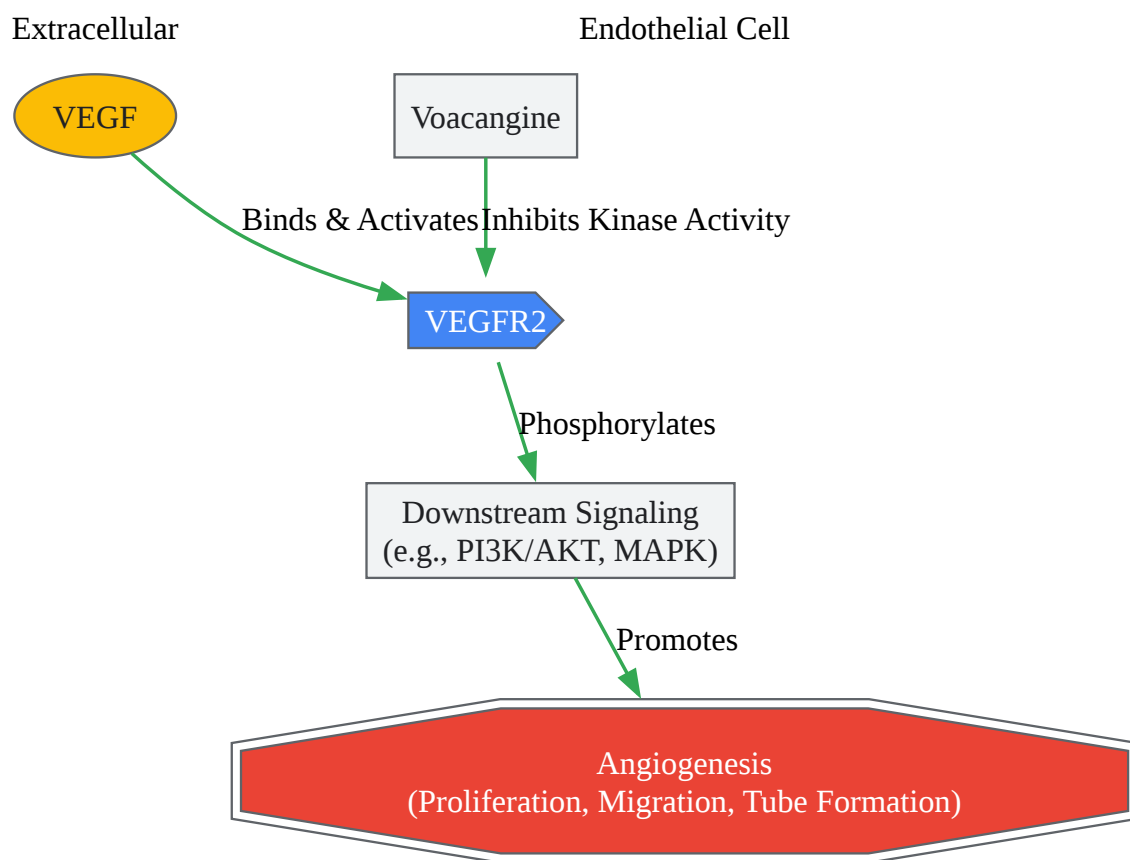 Extracellular
Endothelial Cell
VEGF
Voacangine
Binds & Activates
Inhibits Kinase Activity
VEGFR2
Phosphorylates
Downstream Signaling
(e.g., PI3K/AKT, MAPK)
Promotes
Angiogenesis
(Proliferation, Migration, Tube Formation)